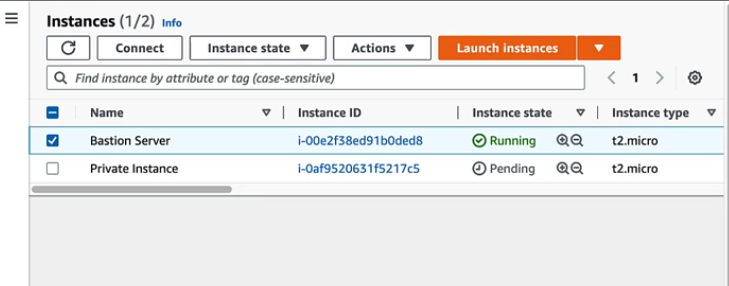 Instances (1/2) Info
Connect Instance state Actions Launch instances
Find instance by attribute or tag (case-sensitive) 1
Name Instance ID Instance state Instance type
Bastion Server i-00e2f38ed91b0ded8 Running t2.micro
Private Instance i-0af9520631f5217c5 Pending t2.micro